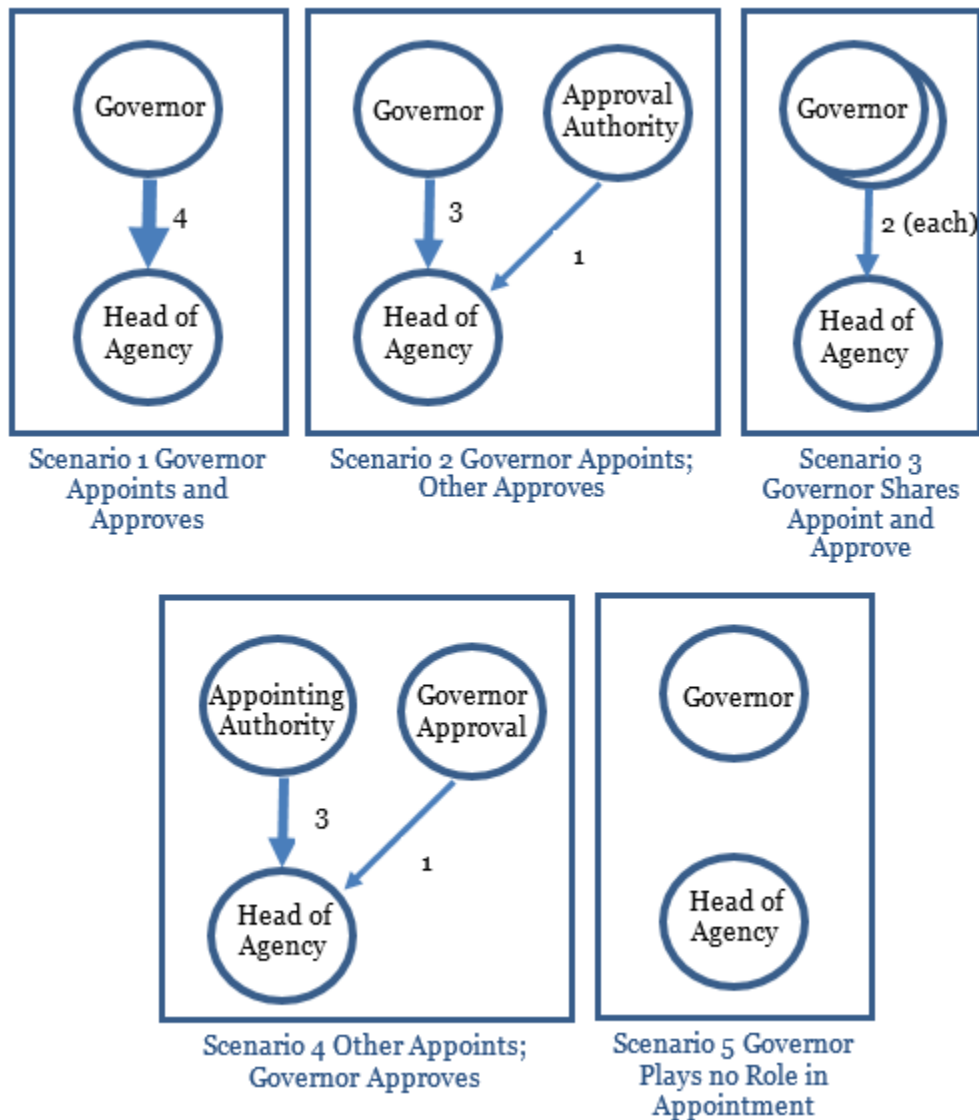 Governor
4
Head of
Agency
Scenario 1 Governor
Appoints and
Approves
Governor
Approval
Authority
3
1
Head of
Agency
Scenario 2 Governor Appoints;
Other Approves
Governor
2 (each)
Head of
Agency
Scenario 3
Governor Shares
Appoint and
Approve
Appointing
Authority
Governor
Approval
3
1
Head of
Agency
Scenario 4 Other Appoints;
Governor Approves
Governor
Head of
Agency
Scenario 5 Governor
Plays no Role in
Appointment